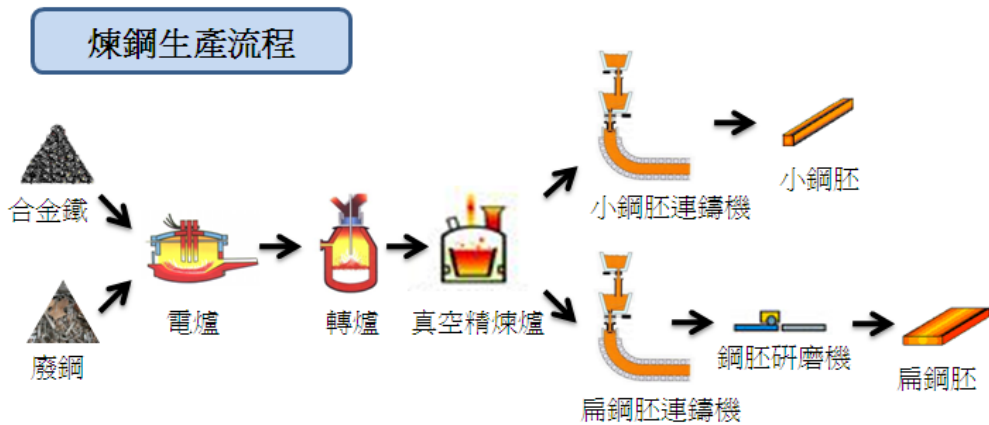 煉鋼生產流程
合金鐵
廢鋼
電爐
轉爐
真空精煉爐
小鋼胚連鑄機
小鋼胚
扁鋼胚連鑄機
鋼胚研磨機
扁鋼胚